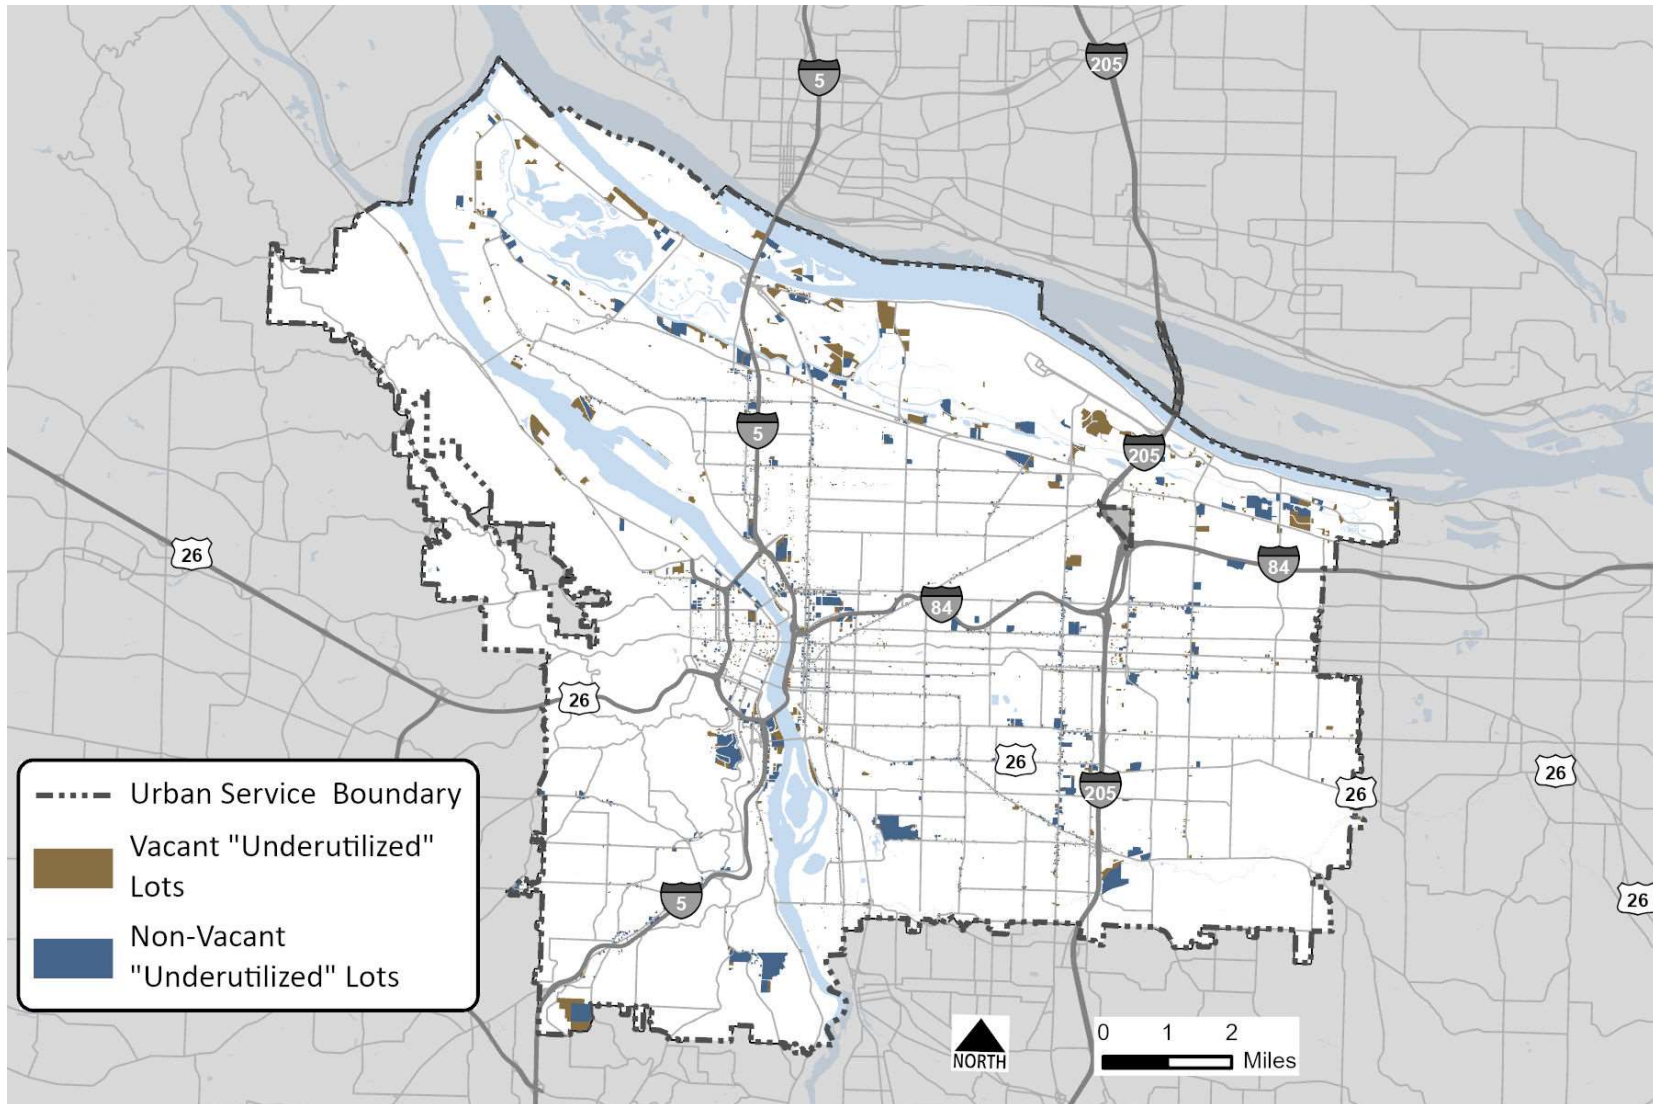 5
205
5
205
26
84
84
26
26
26
26
205
5
26
Urban Service Boundary
Vacant "Underutilized"
Lots
Non-Vacant
"Underutilized" Lots
NORTH
0 1 2
Miles